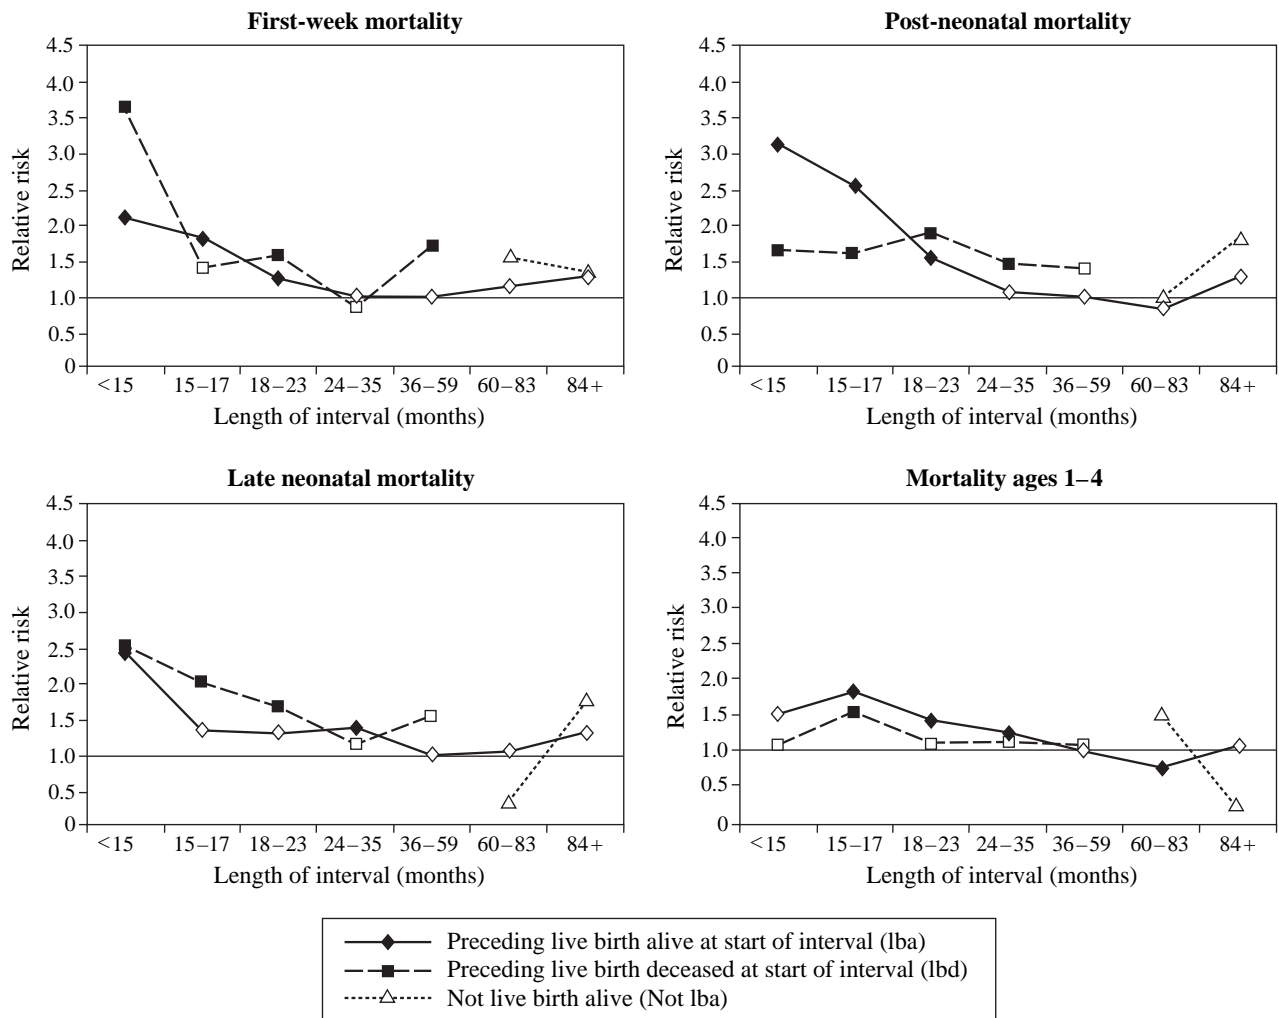 First-week mortality
4.5
4.0
3.5
3.0
2.5
2.0
1.5
1.0
0.5
0
Relative risk
<15 15–17 18–23 24–35 36–59 60–83 84+
Length of interval (months)
Post-neonatal mortality
4.5
4.0
3.5
3.0
2.5
2.0
1.5
1.0
0.5
0
Relative risk
<15 15–17 18–23 24–35 36–59 60–83 84+
Length of interval (months)
Late neonatal mortality
4.5
4.0
3.5
3.0
2.5
2.0
1.5
1.0
0.5
0
Relative risk
<15 15–17 18–23 24–35 36–59 60–83 84+
Length of interval (months)
Mortality ages 1–4
4.5
4.0
3.5
3.0
2.5
2.0
1.5
1.0
0.5
0
Relative risk
<15 15–17 18–23 24–35 36–59 60–83 84+
Length of interval (months)
Preceding live birth alive at start of interval (lba)
Preceding live birth deceased at start of interval (lbd)
Not live birth alive (Not lba)